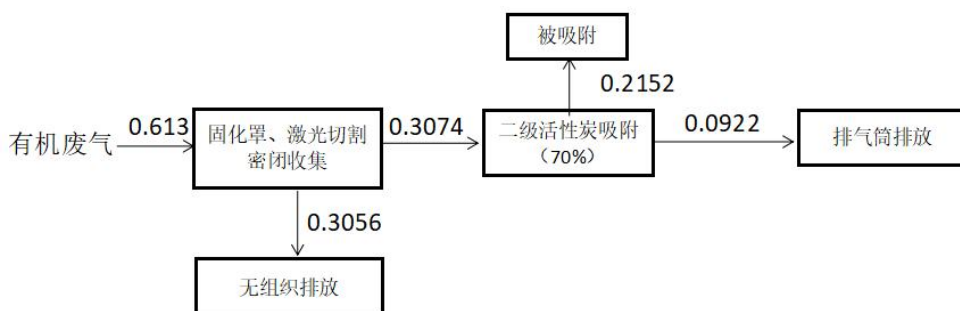 被吸附
0.2152
有机废气
0.613
固化罩、激光切割
密闭收集
0.3074
二级活性炭吸附
（70%）
0.0922
排气筒排放
0.3056
无组织排放